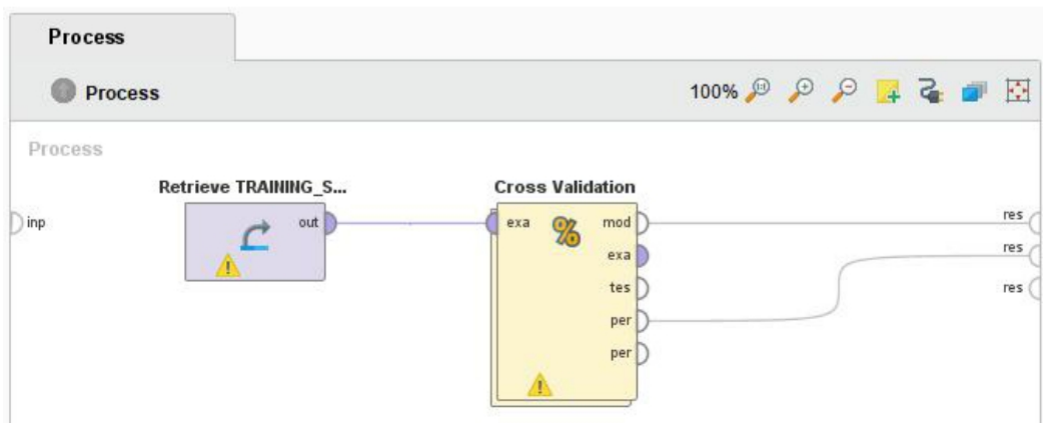 Process
Process
100%
Process
Retrieve TRAINING_S...
Cross Validation
inp
out
exa
%
mod
exa
tes
per
per
res
res
res